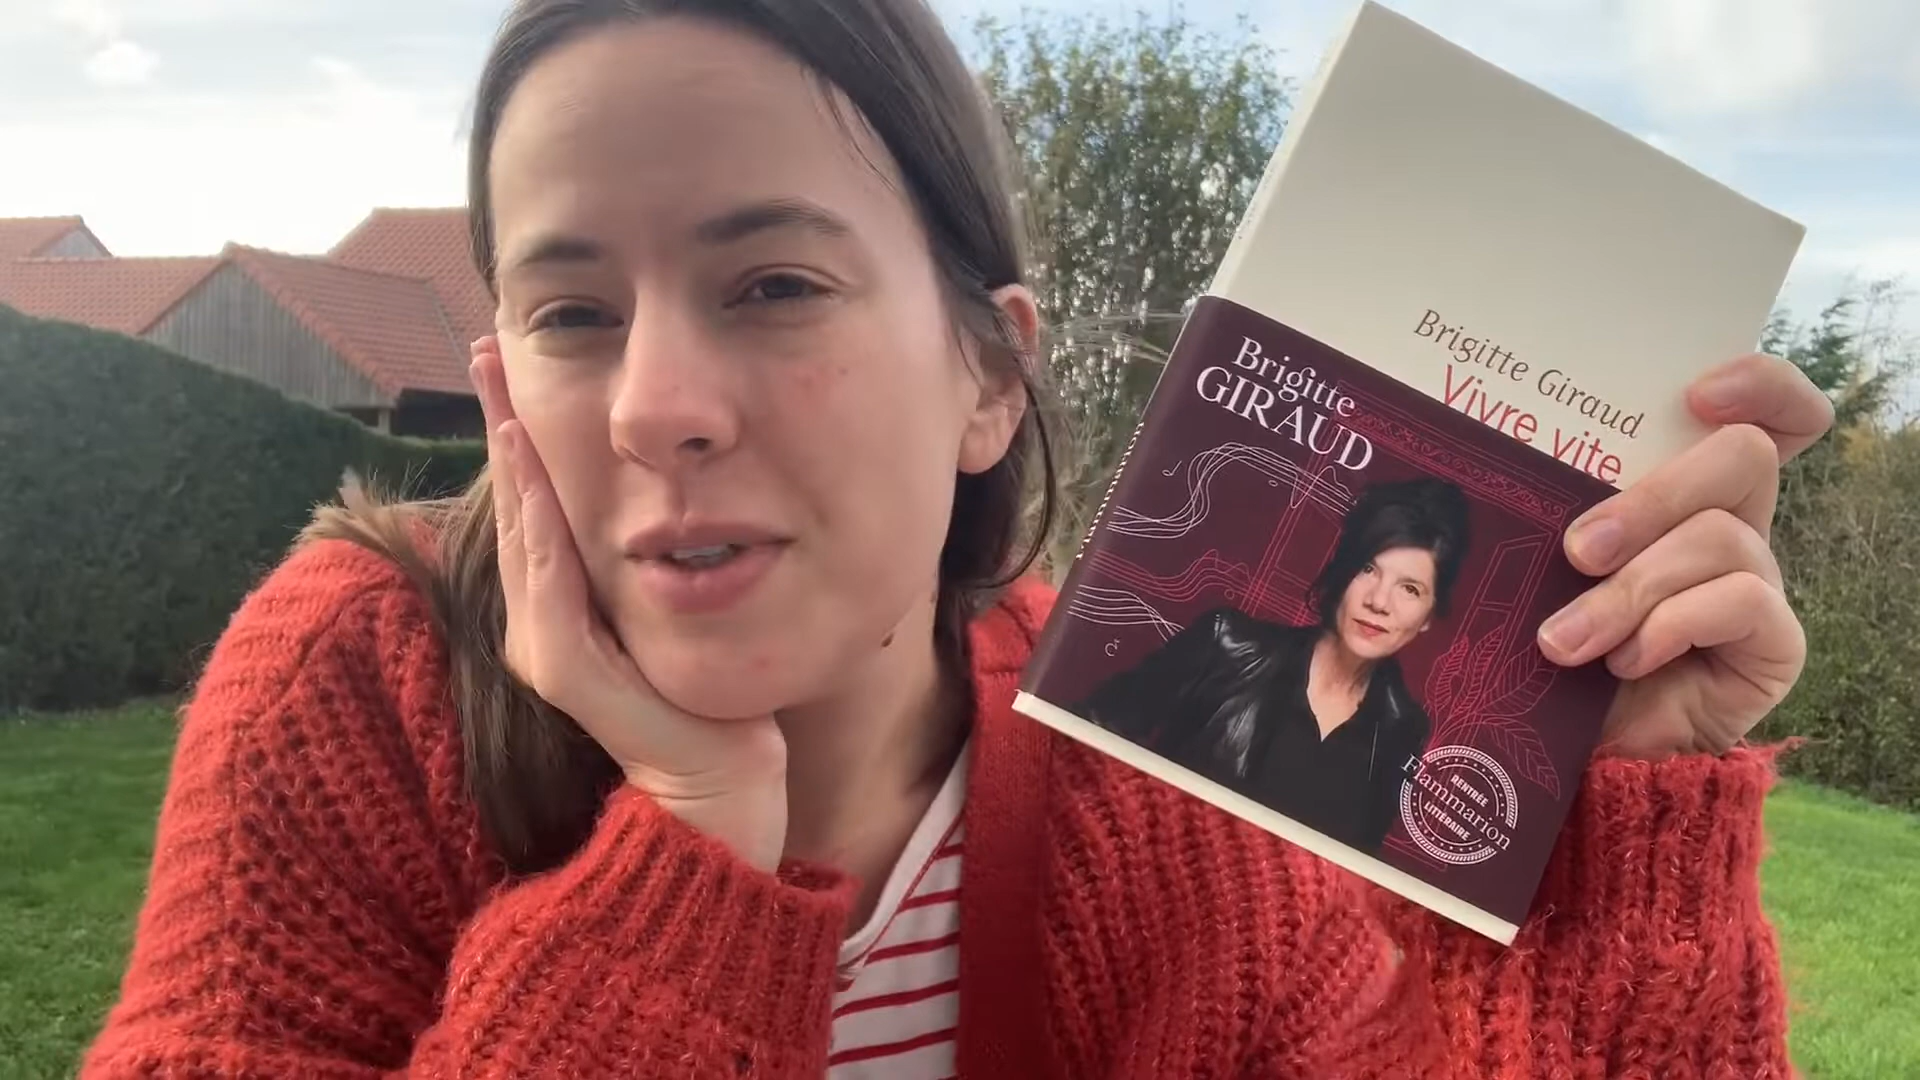 Brigitte Giraud
Vivre vite
Brigitte
GIRAUD
RENTRÉE
Flammarion
LITTÉRAIRE